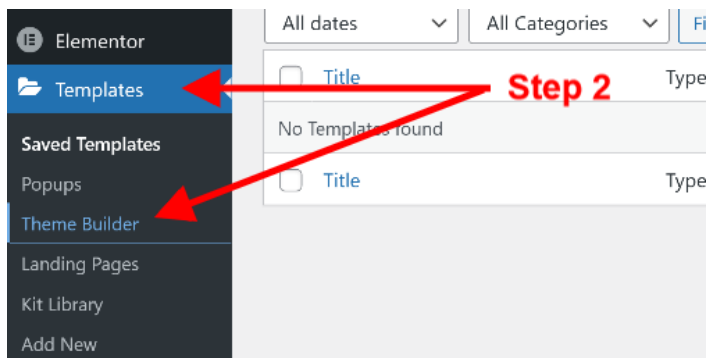 Elementor
Templates
Saved Templates
Popups
Theme Builder
Landing Pages
Kit Library
Add New
All dates
All Categories
Fi
Title
Type
Step 2
No Templates found
Title
Type